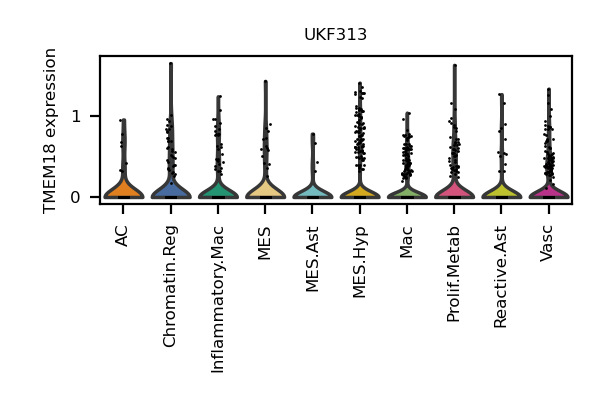 UKF313
TMEM18 expression
1
0
AC
Chromatin.Reg
Inflammatory.Mac
MES
MES.Ast
MES.Hyp
Mac
Prolif.Metab
Reactive.Ast
Vasc